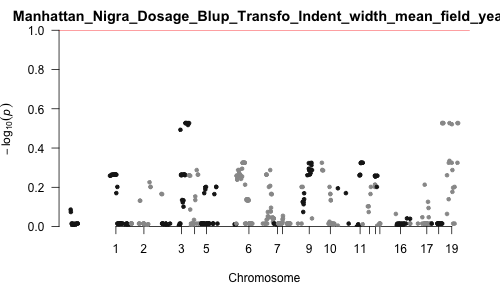 Manhattan_Nigra_Dosage_Blup_Transfo_Indent_width_mean_field_yea
− log10(p)
1.0
0.8
0.6
0.4
0.2
0.0
1 2 3 5 6 7 9 10 11 16 17 19
Chromosome